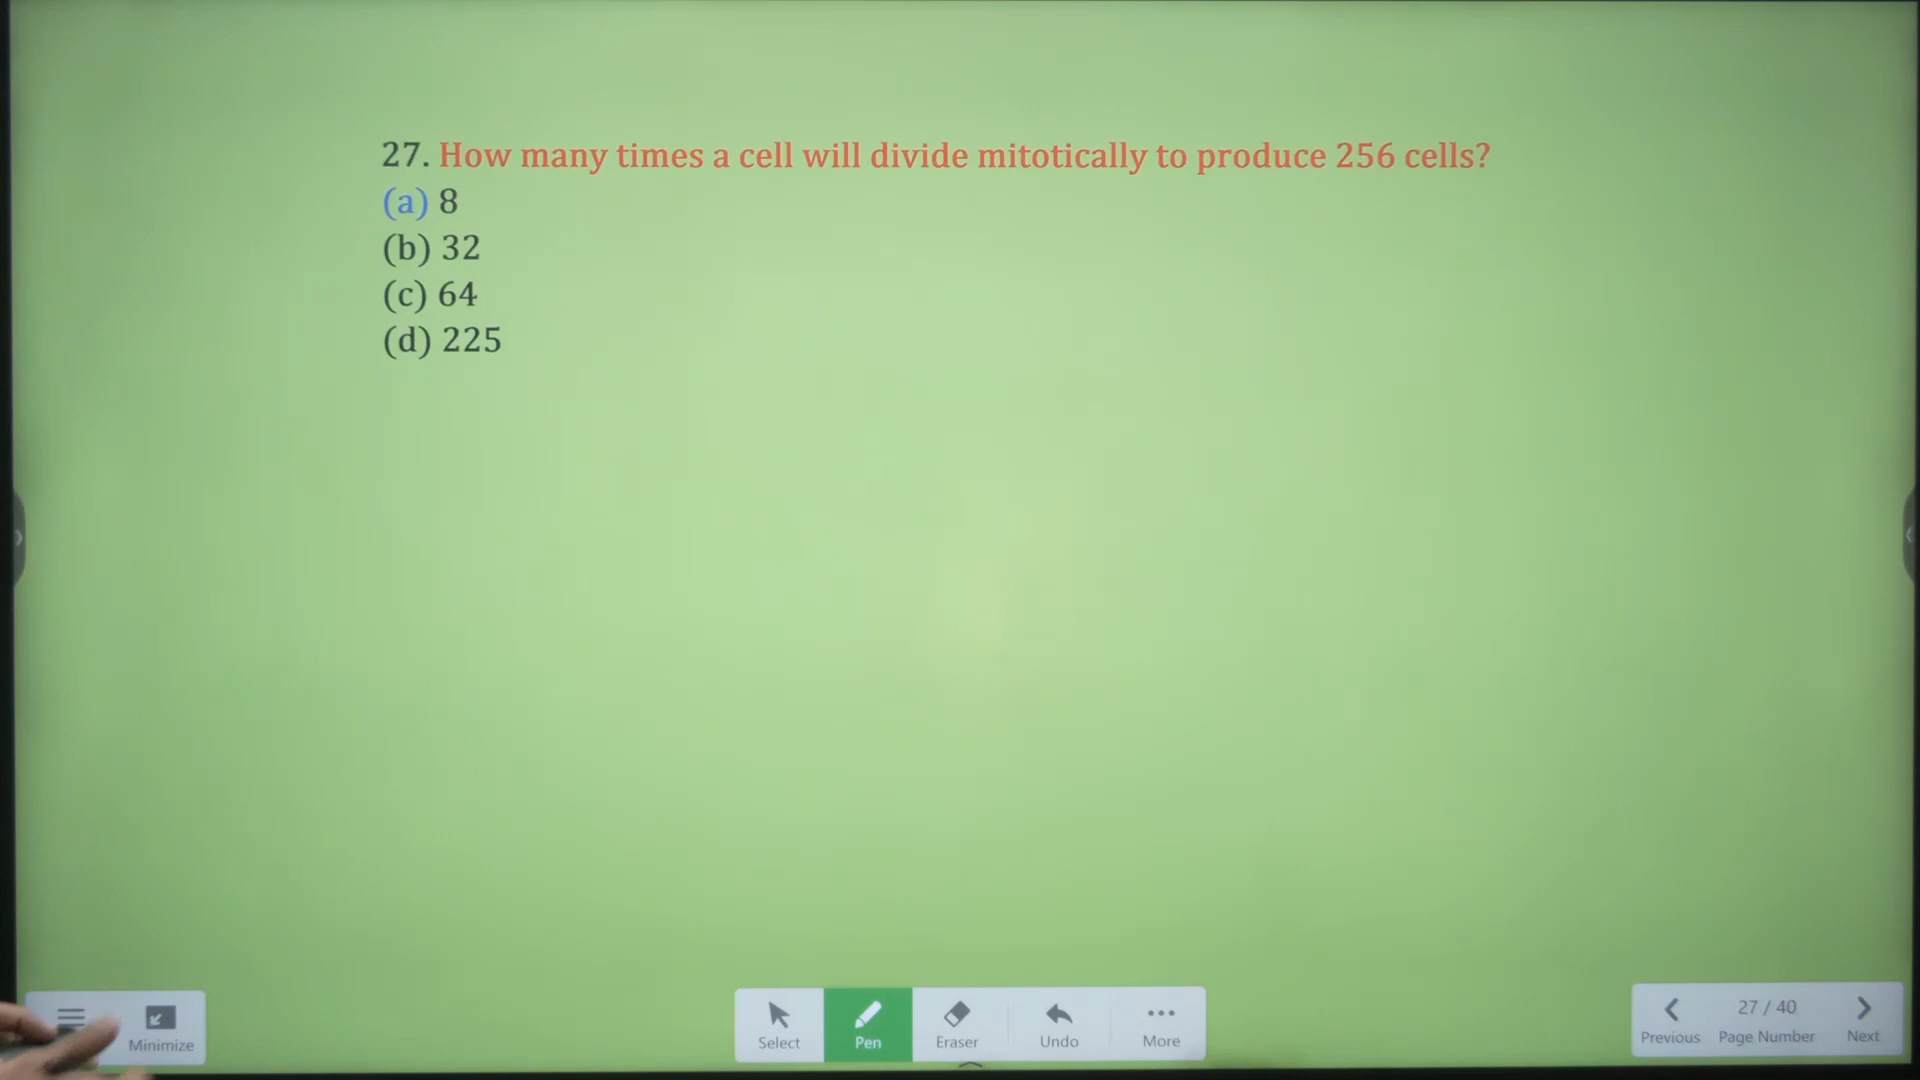 27. How many times a cell will divide mitotically to produce 256 cells?
(a) 8
(b) 32
(c) 64
(d) 225
Minimize
Select
Pen
Eraser
Undo
More
27 / 40
Previous
Page Number
Next